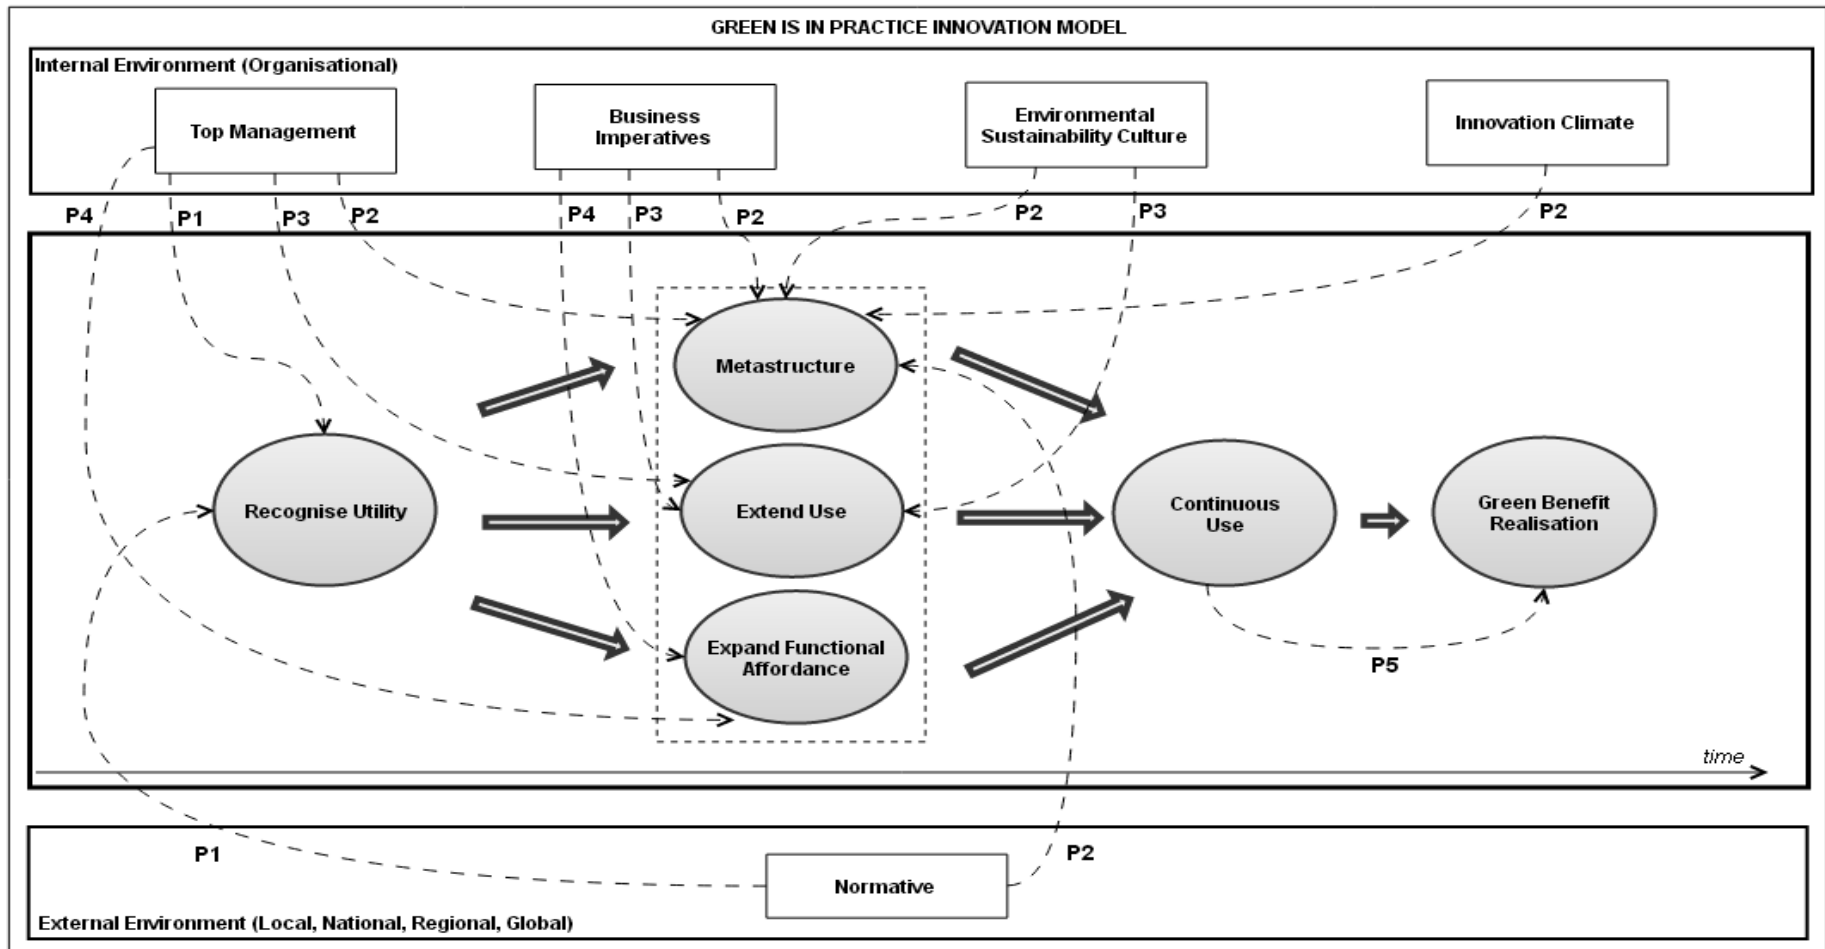 GREEN IS IN PRACTICE INNOVATION MODEL
Internal Environment (Organisational)
Top Management
Business
Imperatives
Environmental
Sustainability Culture
Innovation Climate
P4
P1
P3
P2
P4
P3
P2
P2
P3
P2
Metastructure
Recognise Utility
Extend Use
Continuous
Use
Green Benefit
Realisation
Expand Functional
Affordance
P5
time
P1
P2
Normative
External Environment (Local, National, Regional, Global)